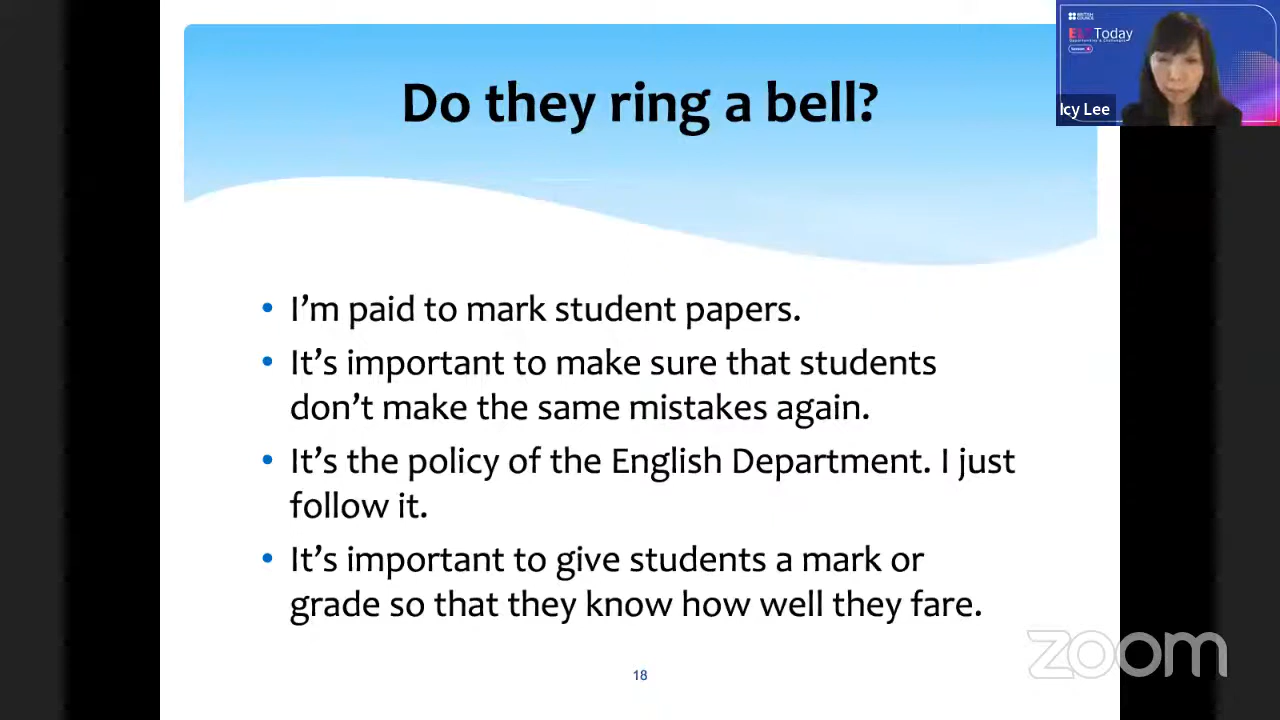 Do they ring a bell?
BRITISH
COUNCIL
Today
Icy Lee
• I'm paid to mark student papers.
• It's important to make sure that students
don't make the same mistakes again.
• It's the policy of the English Department. I just
follow it.
• It's important to give students a mark or
grade so that they know how well they fare.
18
zoom